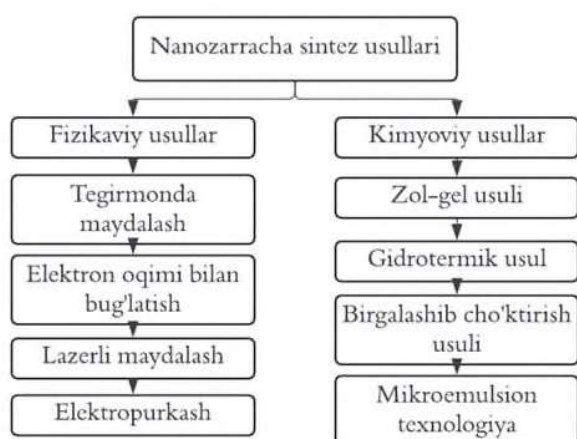 Nanozarracha sintez usullari
Fizikaviy usullar
Tegirmonda
maydalash
Elektron oqimi bilan
bug'latish
Lazerli maydalash
Elektropurkash
Kimyoviy usullar
Zol-gel usuli
Gidrotermik usul
Birgalashib cho'ktirish
usuli
Mikroemulsion
texnologiya